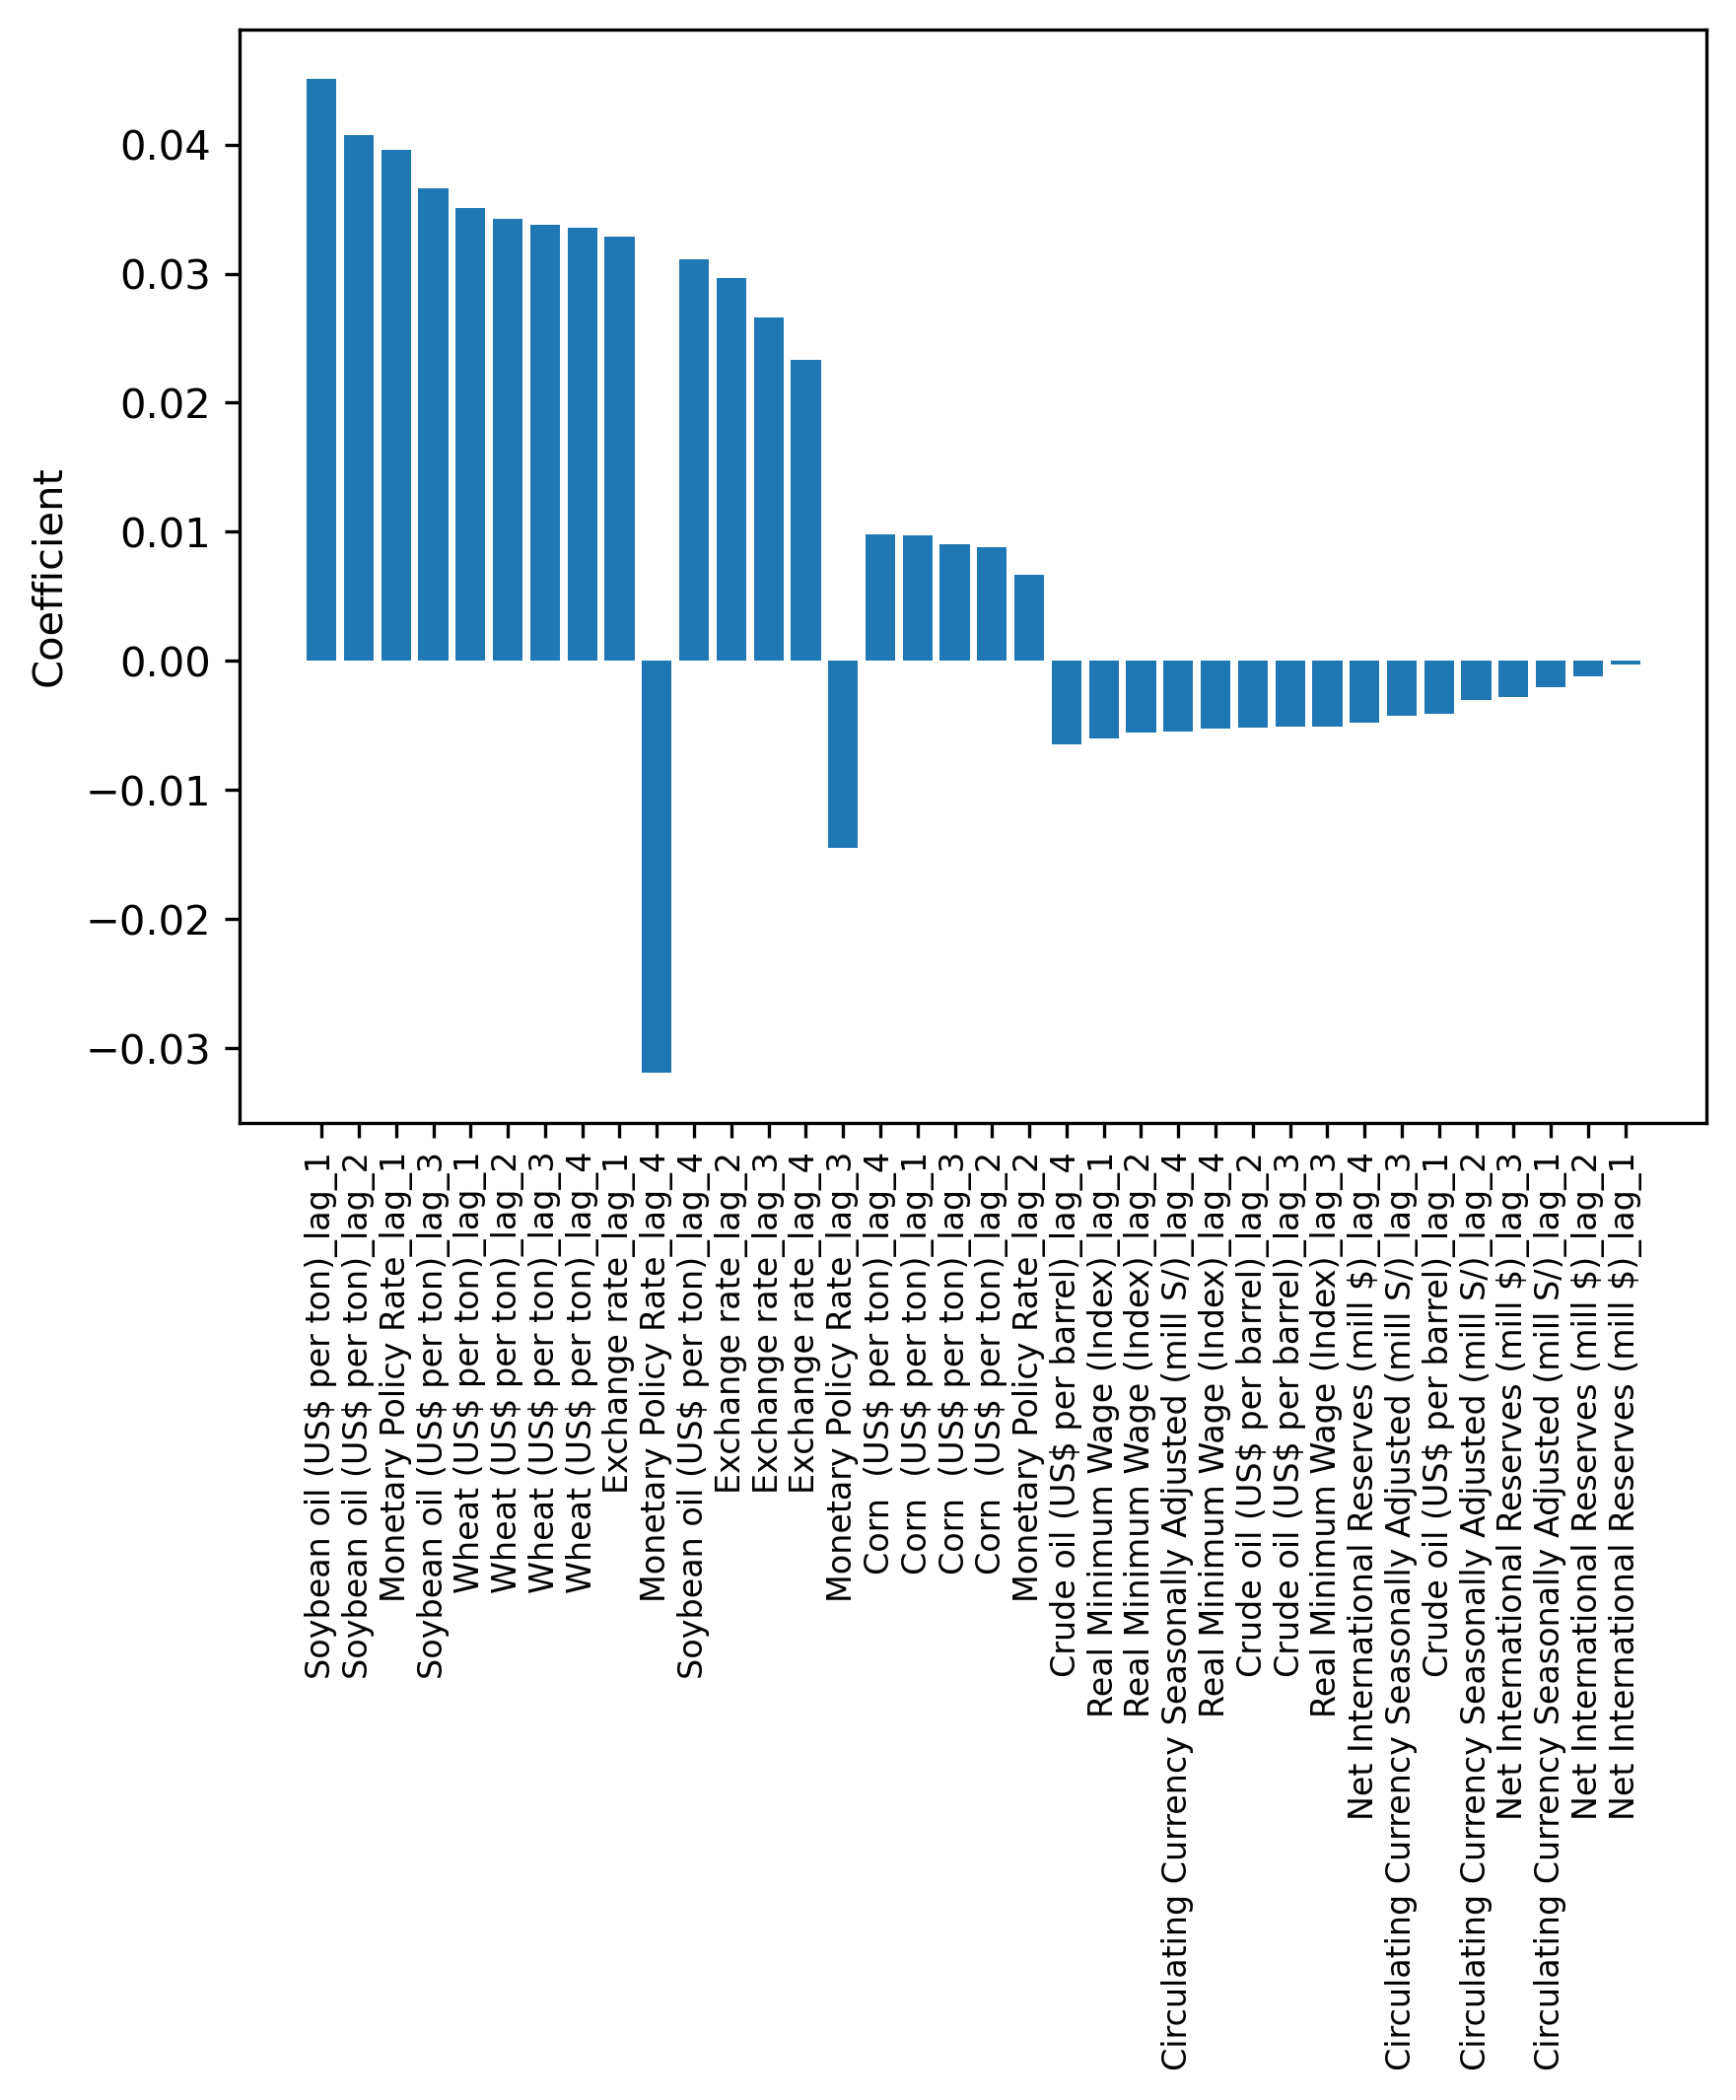 Coefficient
0.04
0.03
0.02
0.01
0.00
−0.01
−0.02
−0.03
Soybean oil (US$ per ton)_lag_1
Soybean oil (US$ per ton)_lag_2
Monetary Policy Rate_lag_1
Soybean oil (US$ per ton)_lag_3
Wheat (US$ per ton)_lag_1
Wheat (US$ per ton)_lag_2
Wheat (US$ per ton)_lag_3
Wheat (US$ per ton)_lag_4
Exchange rate_lag_1
Monetary Policy Rate_lag_4
Soybean oil (US$ per ton)_lag_4
Exchange rate_lag_2
Exchange rate_lag_3
Exchange rate_lag_4
Monetary Policy Rate_lag_3
Corn  (US$ per ton)_lag_4
Corn  (US$ per ton)_lag_1
Corn  (US$ per ton)_lag_3
Corn  (US$ per ton)_lag_2
Monetary Policy Rate_lag_2
Crude oil (US$ per barrel)_lag_4
Real Minimum Wage (Index)_lag_1
Real Minimum Wage (Index)_lag_2
Circulating Currency Seasonally Adjusted (mill S/)_lag_4
Real Minimum Wage (Index)_lag_4
Crude oil (US$ per barrel)_lag_2
Crude oil (US$ per barrel)_lag_3
Real Minimum Wage (Index)_lag_3
Net International Reserves (mill $)_lag_4
Circulating Currency Seasonally Adjusted (mill S/)_lag_3
Crude oil (US$ per barrel)_lag_1
Circulating Currency Seasonally Adjusted (mill S/)_lag_2
Net International Reserves (mill $)_lag_3
Circulating Currency Seasonally Adjusted (mill S/)_lag_1
Net International Reserves (mill $)_lag_2
Net International Reserves (mill $)_lag_1